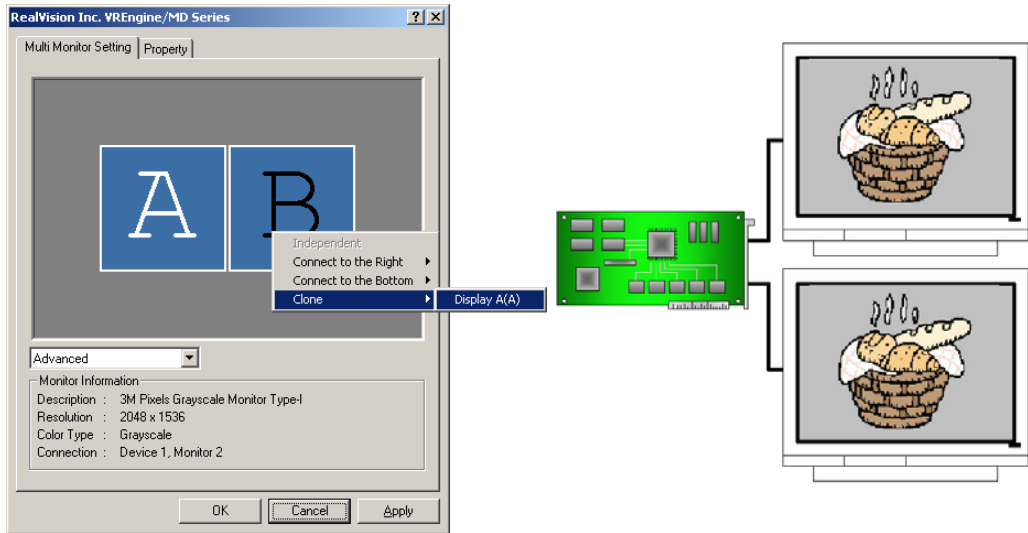 RealVision Inc. VREngine/MD Series
Multi Monitor Setting Property
A B
Independent
Connect to the Right
Connect to the Bottom
Clone Display A(A)
Advanced
Monitor Information
Description : 3M Pixels Grayscale Monitor Type-I
Resolution : 2048 x 1536
Color Type : Grayscale
Connection : Device 1, Monitor 2
OK Cancel Apply